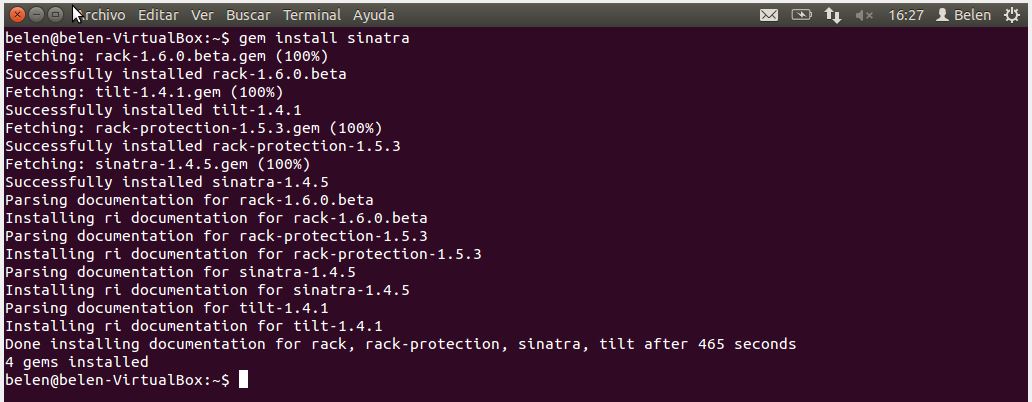 Archivo Editar Ver Buscar Terminal Ayuda 16:27 Belen
belen@belen-VirtualBox:~$ gem install sinatra
Fetching: rack-1.6.0.beta.gem (100%)
Successfully installed rack-1.6.0.beta
Fetching: tilt-1.4.1.gem (100%)
Successfully installed tilt-1.4.1
Fetching: rack-protection-1.5.3.gem (100%)
Successfully installed rack-protection-1.5.3
Fetching: sinatra-1.4.5.gem (100%)
Successfully installed sinatra-1.4.5
Parsing documentation for rack-1.6.0.beta
Installing ri documentation for rack-1.6.0.beta
Parsing documentation for rack-protection-1.5.3
Installing ri documentation for rack-protection-1.5.3
Parsing documentation for sinatra-1.4.5
Installing ri documentation for sinatra-1.4.5
Parsing documentation for tilt-1.4.1
Installing ri documentation for tilt-1.4.1
Done installing documentation for rack, rack-protection, sinatra, tilt after 465 seconds
4 gems installed
belen@belen-VirtualBox:~$